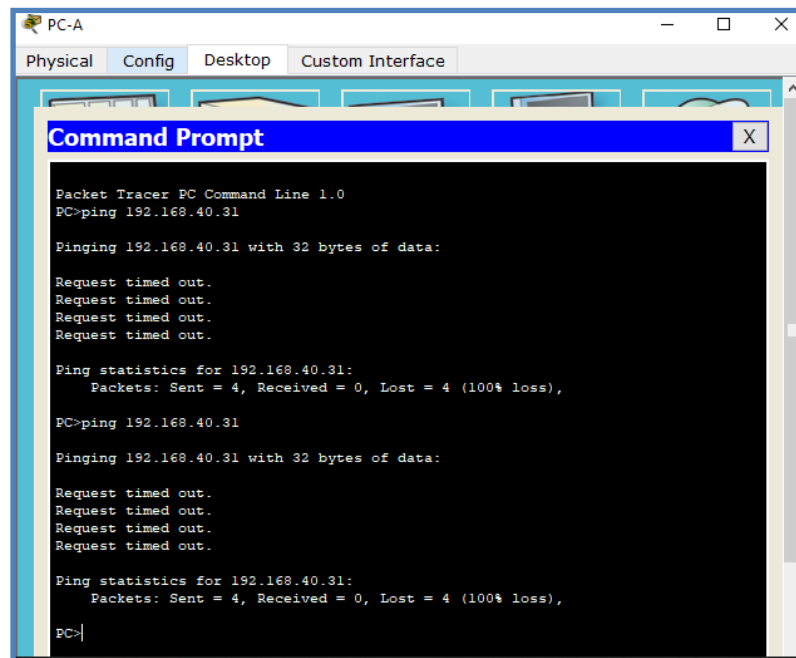 PC-A
Physical Config Desktop Custom Interface
Command Prompt X
Packet Tracer PC Command Line 1.0
PC>ping 192.168.40.31
Pinging 192.168.40.31 with 32 bytes of data:
Request timed out.
Request timed out.
Request timed out.
Request timed out.
Ping statistics for 192.168.40.31:
Packets: Sent = 4, Received = 0, Lost = 4 (100% loss),
PC>ping 192.168.40.31
Pinging 192.168.40.31 with 32 bytes of data:
Request timed out.
Request timed out.
Request timed out.
Request timed out.
Ping statistics for 192.168.40.31:
Packets: Sent = 4, Received = 0, Lost = 4 (100% loss),
PC>